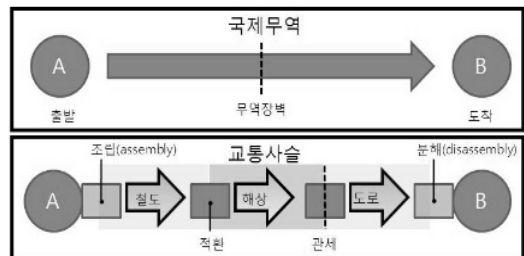 국제무역
A
B
출발
무역장벽
도착
조립(assembly)
교통사슬
분해(disassembly)
A
철도
해상
도로
B
적환
관세